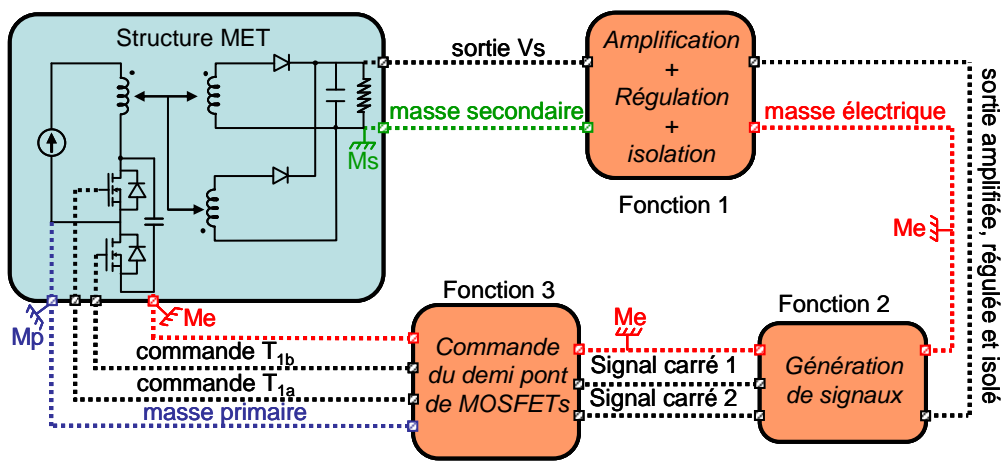 Structure MET
sortie Vs
masse secondaire
Ms
Amplification
+
Régulation
+
isolation
Fonction 1
masse électrique
sortie amplifiée, régulée et isolé
Me
Mp
Me
commande T1b
commande T1a
masse primaire
Fonction 3
Commande
du demi pont
de MOSFETs
Me
Signal carré 1
Signal carré 2
Fonction 2
Génération
de signaux